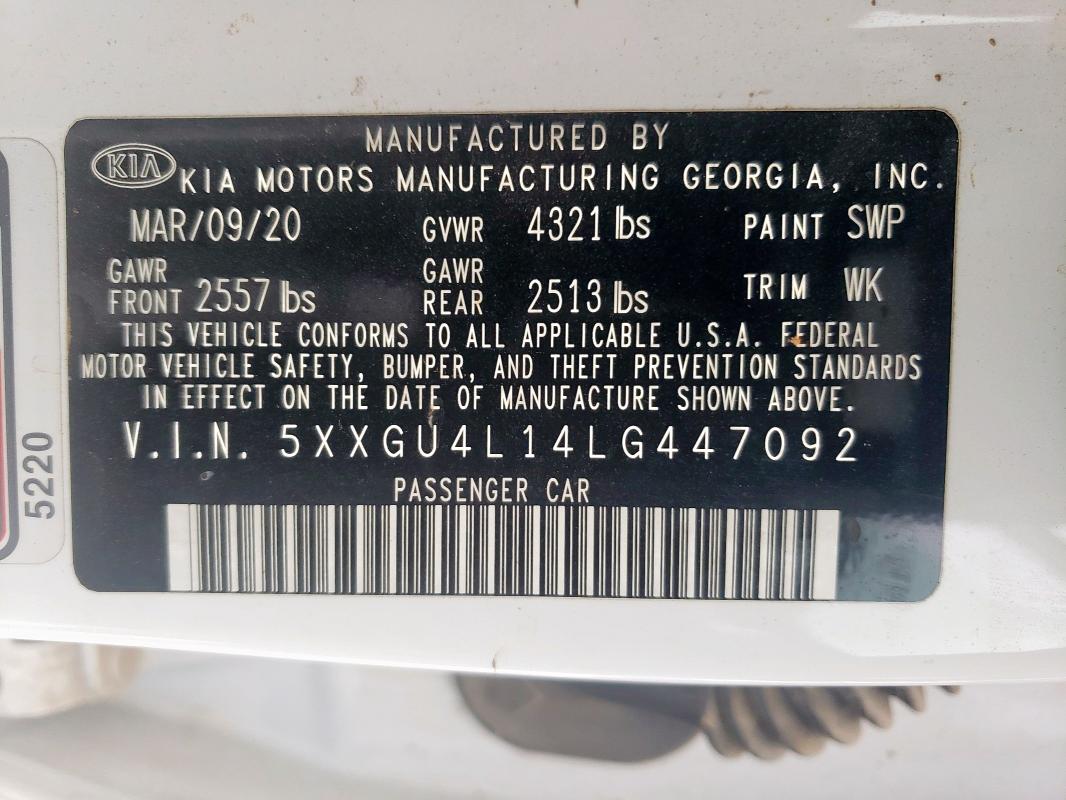 MANUFACTURED BY
KIA
KIA MOTORS MANUFACTURING GEORGIA, INC.
MAR/09/20 GVWR 4321 lbs PAINT SWP
GAWR FRONT 2557 lbs GAWR REAR 2513 lbs TRIM WK
THIS VEHICLE CONFORMS TO ALL APPLICABLE U.S.A. FEDERAL
MOTOR VEHICLE SAFETY, BUMPER, AND THEFT PREVENTION STANDARDS
IN EFFECT ON THE DATE OF MANUFACTURE SHOWN ABOVE.
V.I.N. 5XXGU4L14LG447092
PASSENGER CAR
5220